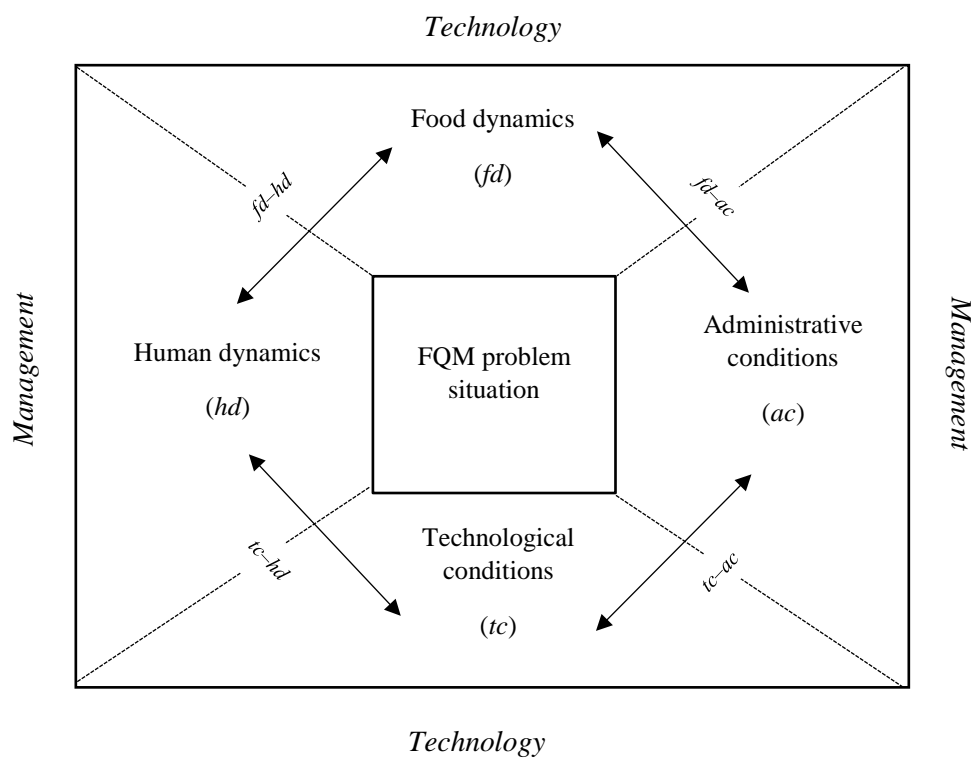 Technology
Food dynamics
(fd)
fd–hd
fd–ac
Management
Human dynamics
(hd)
FQM problem
situation
Administrative
conditions
(ac)
Management
tc–hd
Technological
conditions
(tc)
tc–ac
Technology